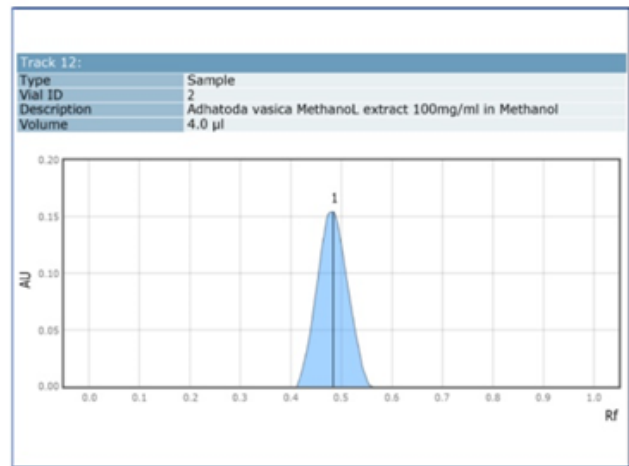 Track 12:
Type Sample
Vial ID 2
Description Adhatoda vasica MethanoL extract 100mg/ml in Methanol
Volume 4.0 µl
0.20
1
0.15
AU
0.10
0.05
0.00
0.0 0.1 0.2 0.3 0.4 0.5 0.6 0.7 0.8 0.9 1.0
Rf